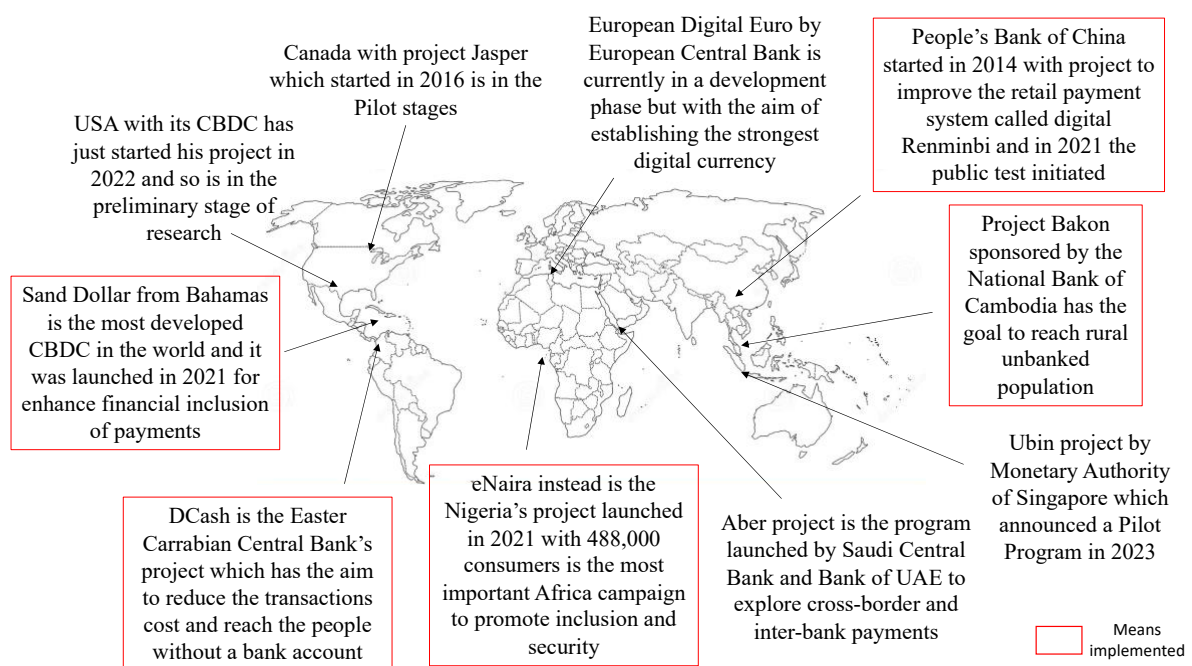 Canada with project Jasper
which started in 2016 is in the
Pilot stages
European Digital Euro by
European Central Bank is
currently in a development
phase but with the aim of
establishing the strongest
digital currency
People’s Bank of China
started in 2014 with project to
improve the retail payment
system called digital
Renminbi and in 2021 the
public test initiated
USA with its CBDC has
just started his project in
2022 and so is in the
preliminary stage of
research
Project Bakon
sponsored by the
National Bank of
Cambodia has the
goal to reach rural
unbanked
population
Sand Dollar from Bahamas
is the most developed
CBDC in the world and it
was launched in 2021 for
enhance financial inclusion
of payments
Ubin project by
Monetary Authority
of Singapore which
announced a Pilot
Program in 2023
DCash is the Easter
Carrabian Central Bank’s
project which has the aim
to reduce the transactions
cost and reach the people
without a bank account
eNaira instead is the
Nigeria’s project launched
in 2021 with 488,000
consumers is the most
important Africa campaign
to promote inclusion and
security
Aber project is the program
launched by Saudi Central
Bank and Bank of UAE to
explore cross-border and
inter-bank payments
Means
implemented